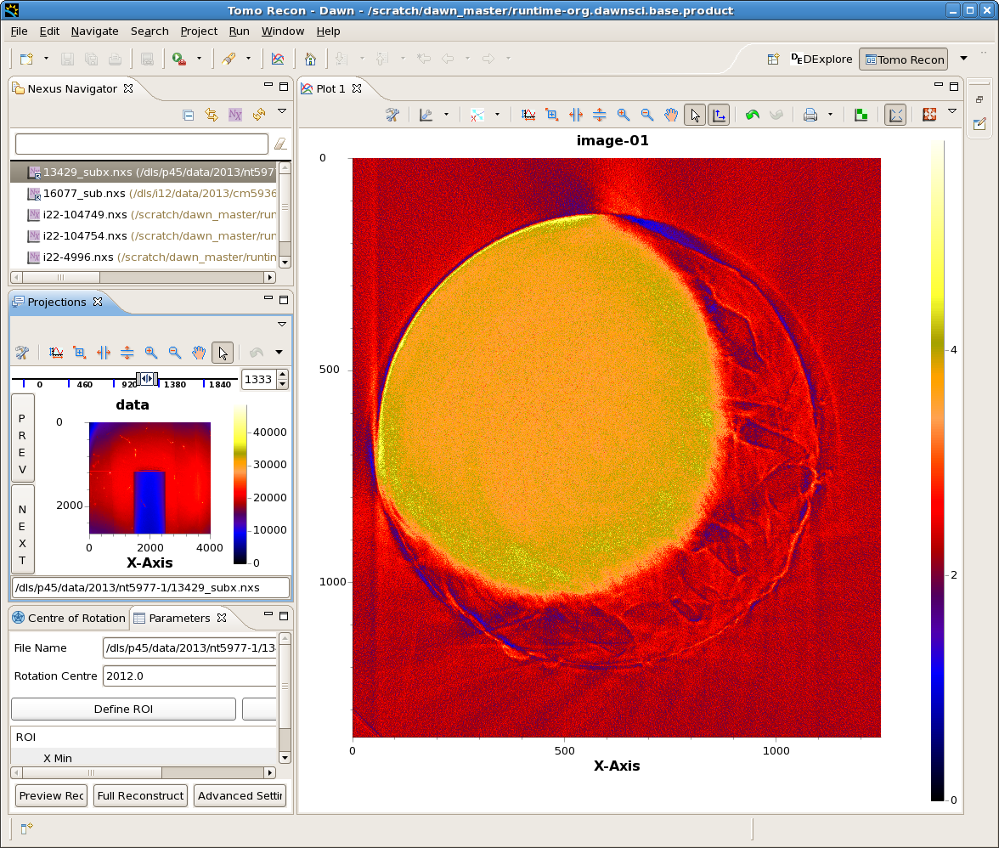 Tomo Recon - Dawn - /scratch/dawn_master/runtime-org.dawnsci.base.product
File Edit Navigate Search Project Run Window Help
DExplore Tomo Recon
Nexus Navigator
13429_subx.nxs (/dls/p45/data/2013/nt5977
16077_sub.nxs (/dls/i12/data/2013/cm5936
i22-104749.nxs (/scratch/dawn_master/run
i22-104754.nxs (/scratch/dawn_master/run
i22-4996.nxs (/scratch/dawn_master/runtin
Projections
0 460 920 1380 1840 1333
PREV
NEXT
data
0
2000
0 2000 4000
X-Axis
40000
30000
20000
10000
0
/dls/p45/data/2013/nt5977-1/13429_subx.nxs
Centre of Rotation Parameters
File Name /dls/p45/data/2013/nt5977-1/13
Rotation Centre 2012.0
Define ROI
ROI
X Min
Preview Rec Full Reconstruct Advanced Settin
Plot 1
image-01
0
500
1000
0 500 1000
X-Axis
4
2
0